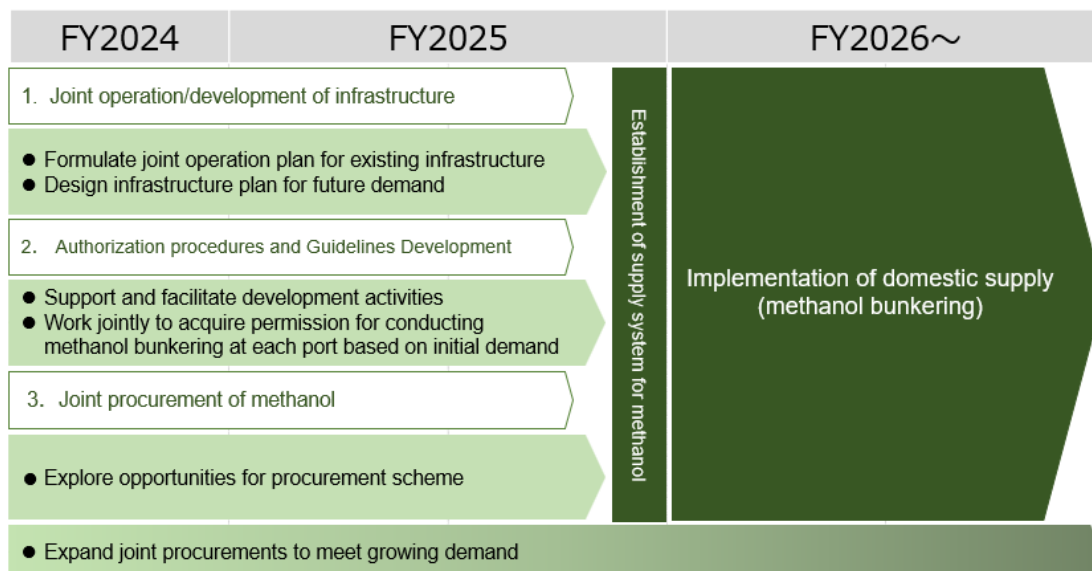 FY2024
FY2025
FY2026～
1. Joint operation/development of infrastructure
● Formulate joint operation plan for existing infrastructure
● Design infrastructure plan for future demand
2. Authorization procedures and Guidelines Development
● Support and facilitate development activities
● Work jointly to acquire permission for conducting
methanol bunkering at each port based on initial demand
3. Joint procurement of methanol
● Explore opportunities for procurement scheme
● Expand joint procurements to meet growing demand
Establishment of supply system for methanol
Implementation of domestic supply
(methanol bunkering)